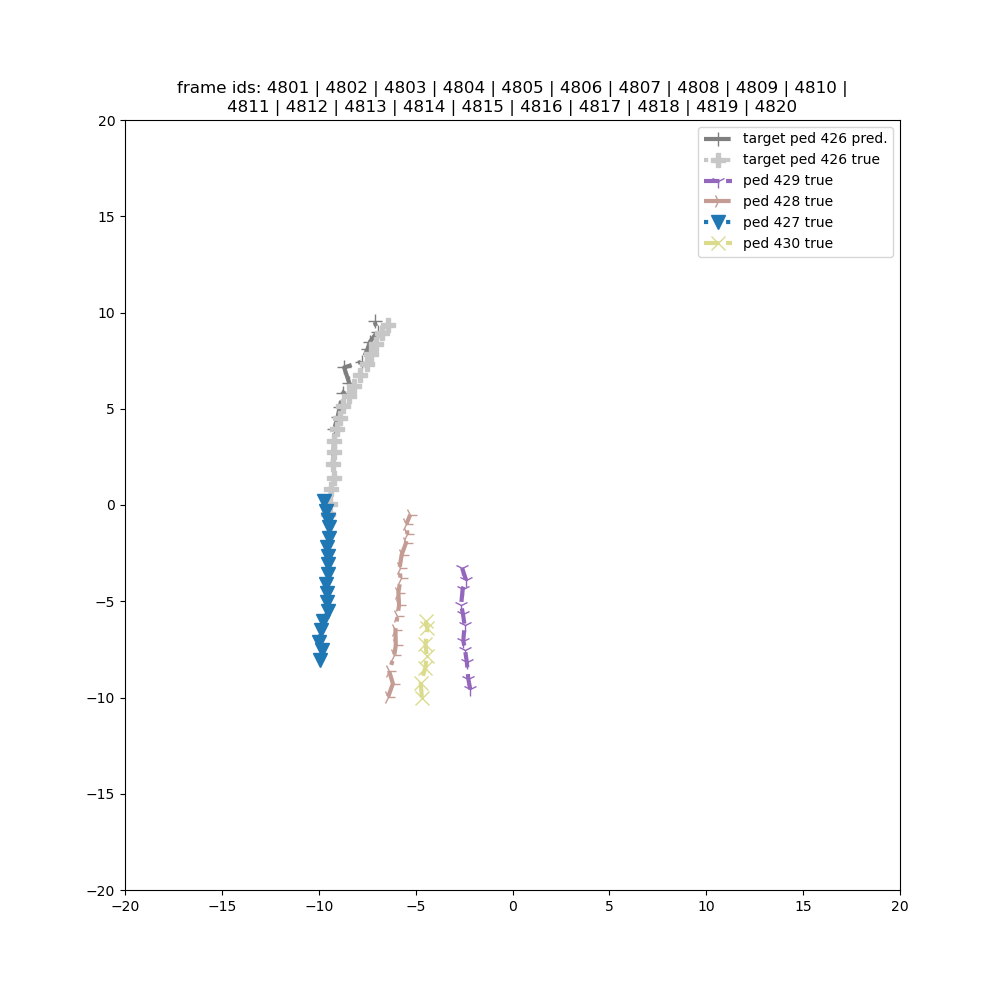 frame ids: 4801 | 4802 | 4803 | 4804 | 4805 | 4806 | 4807 | 4808 | 4809 | 4810 |
4811 | 4812 | 4813 | 4814 | 4815 | 4816 | 4817 | 4818 | 4819 | 4820
target ped 426 pred.
target ped 426 true
ped 429 true
ped 428 true
ped 427 true
ped 430 true
20
15
10
5
0
−5
−10
−15
−20
−20 −15 −10 −5 0 5 10 15 20